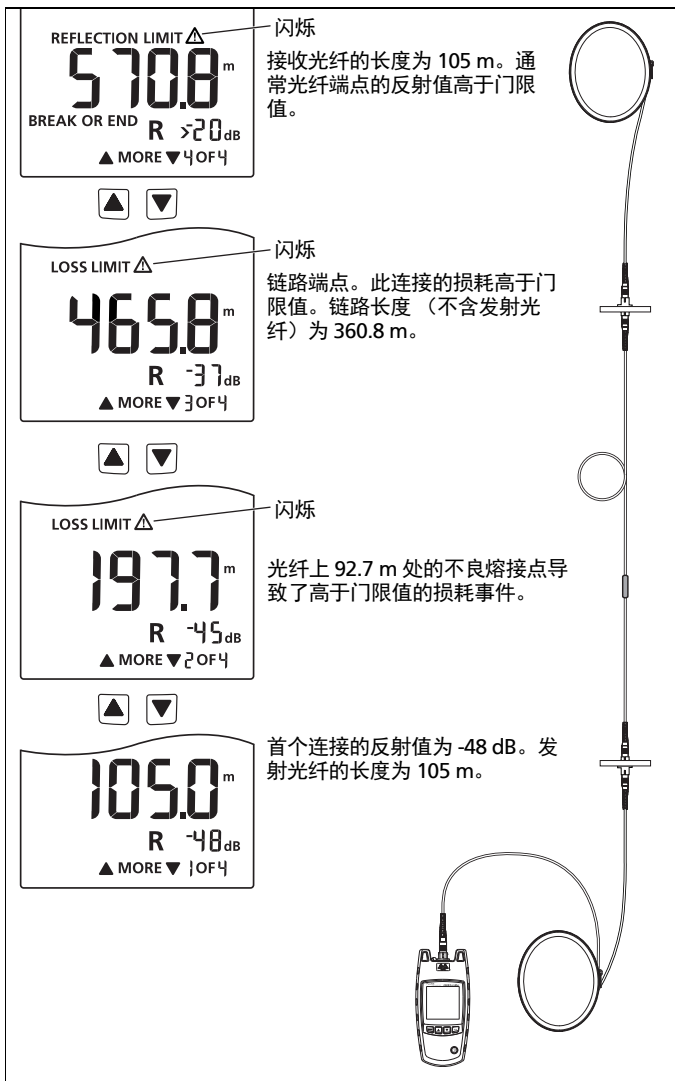 REFLECTION LIMIT
570.8 m
BREAK OR END R >-20 dB
▲ MORE ▼ 4 OF 4
闪烁
接收光纤的长度为 105 m。通
常光纤端点的反射值高于门限
值。
LOSS LIMIT
465.8 m
R -37 dB
▲ MORE ▼ 3 OF 4
闪烁
链路端点。此连接的损耗高于门
限值。链路长度 （不含发射光
纤）为 360.8 m。
LOSS LIMIT
197.7 m
R -45 dB
▲ MORE ▼ 2 OF 4
闪烁
光纤上 92.7 m 处的不良熔接点导
致了高于门限值的损耗事件。
105.0 m
R -48 dB
▲ MORE ▼ 1 OF 4
首个连接的反射值为 -48 dB。发
射光纤的长度为 105 m。